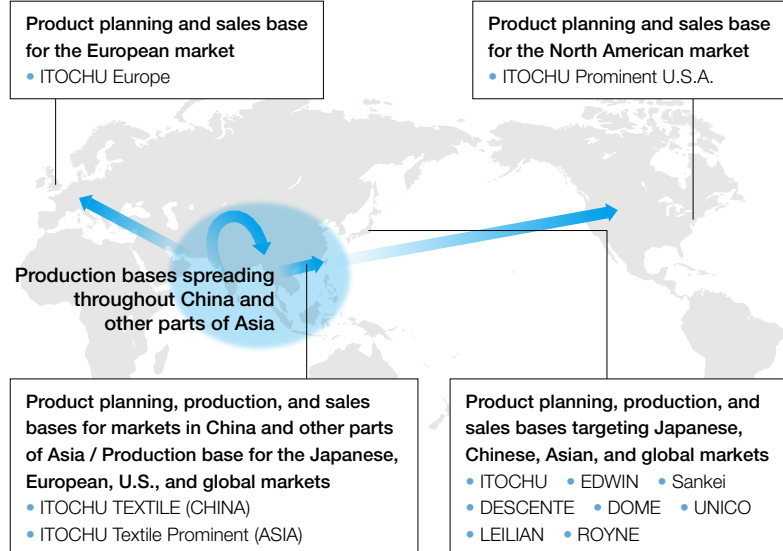 Product planning and sales base
for the European market
• ITOCHU Europe
Product planning and sales base
for the North American market
• ITOCHU Prominent U.S.A.
Production bases spreading
throughout China and
other parts of Asia
Product planning, production, and sales
bases for markets in China and other parts
of Asia / Production base for the Japanese,
European, U.S., and global markets
• ITOCHU TEXTILE (CHINA)
• ITOCHU Textile Prominent (ASIA)
Product planning, production, and
sales bases targeting Japanese,
Chinese, Asian, and global markets
• ITOCHU • EDWIN • Sankei
• DESCENTE • DOME • UNICO
• LEILIAN • ROYNE